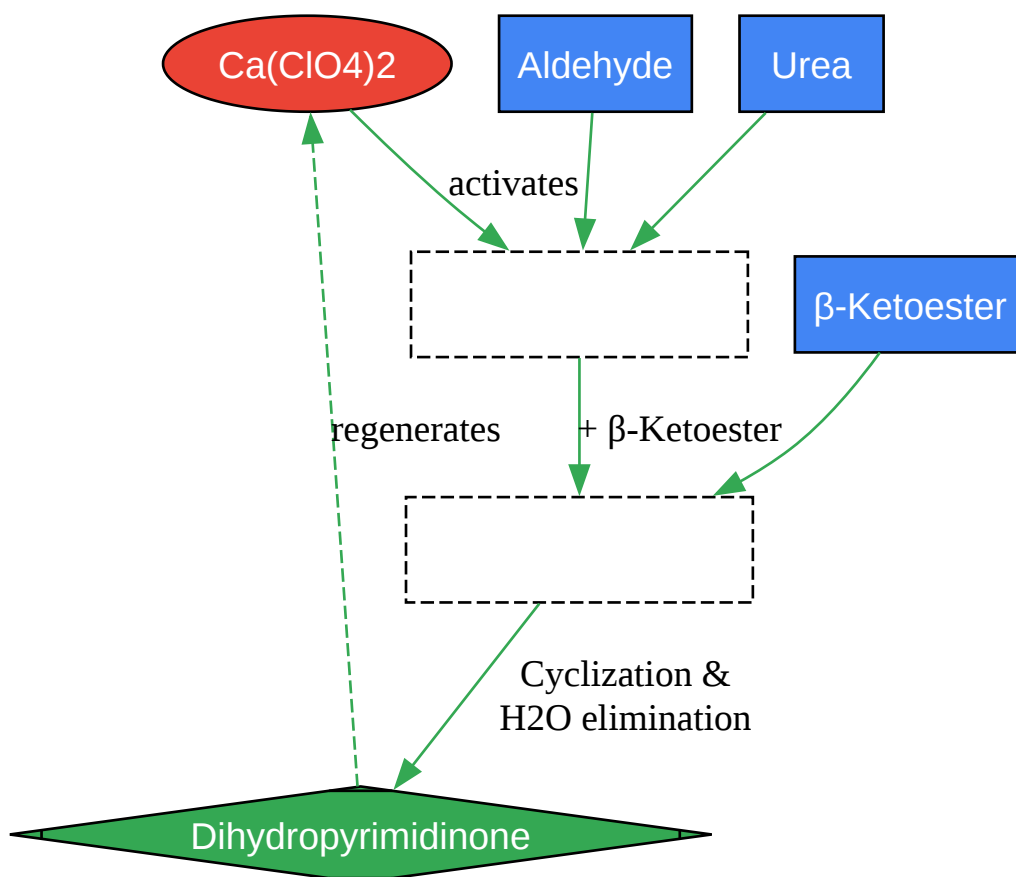 Ca(ClO4)2
Aldehyde
Urea
activates
β-Ketoester
regenerates
+ β-Ketoester
Cyclization &
H2O elimination
Dihydropyrimidinone